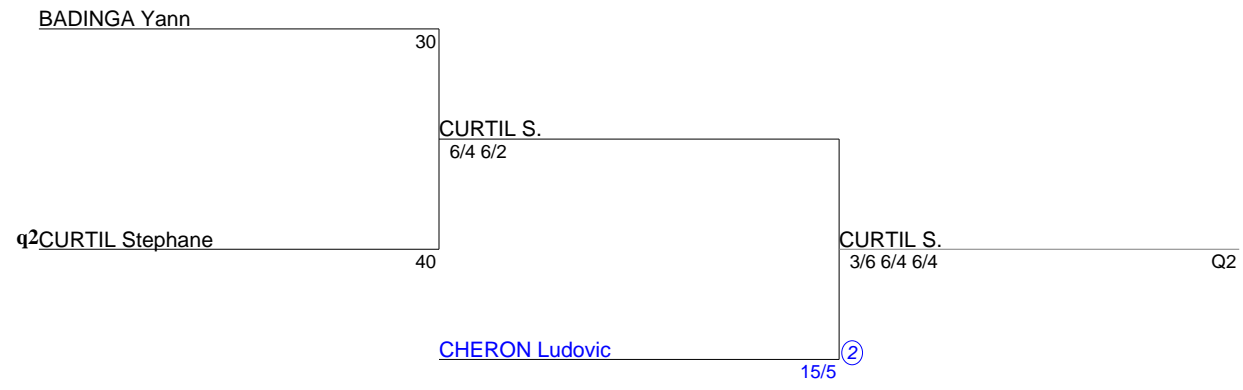 BADINGA Yann
30
CURTIL S.
6/4 6/2
q2CURTIL Stephane
40
CURTIL S.
3/6 6/4 6/4
Q2
CHERON Ludovic
2
15/5